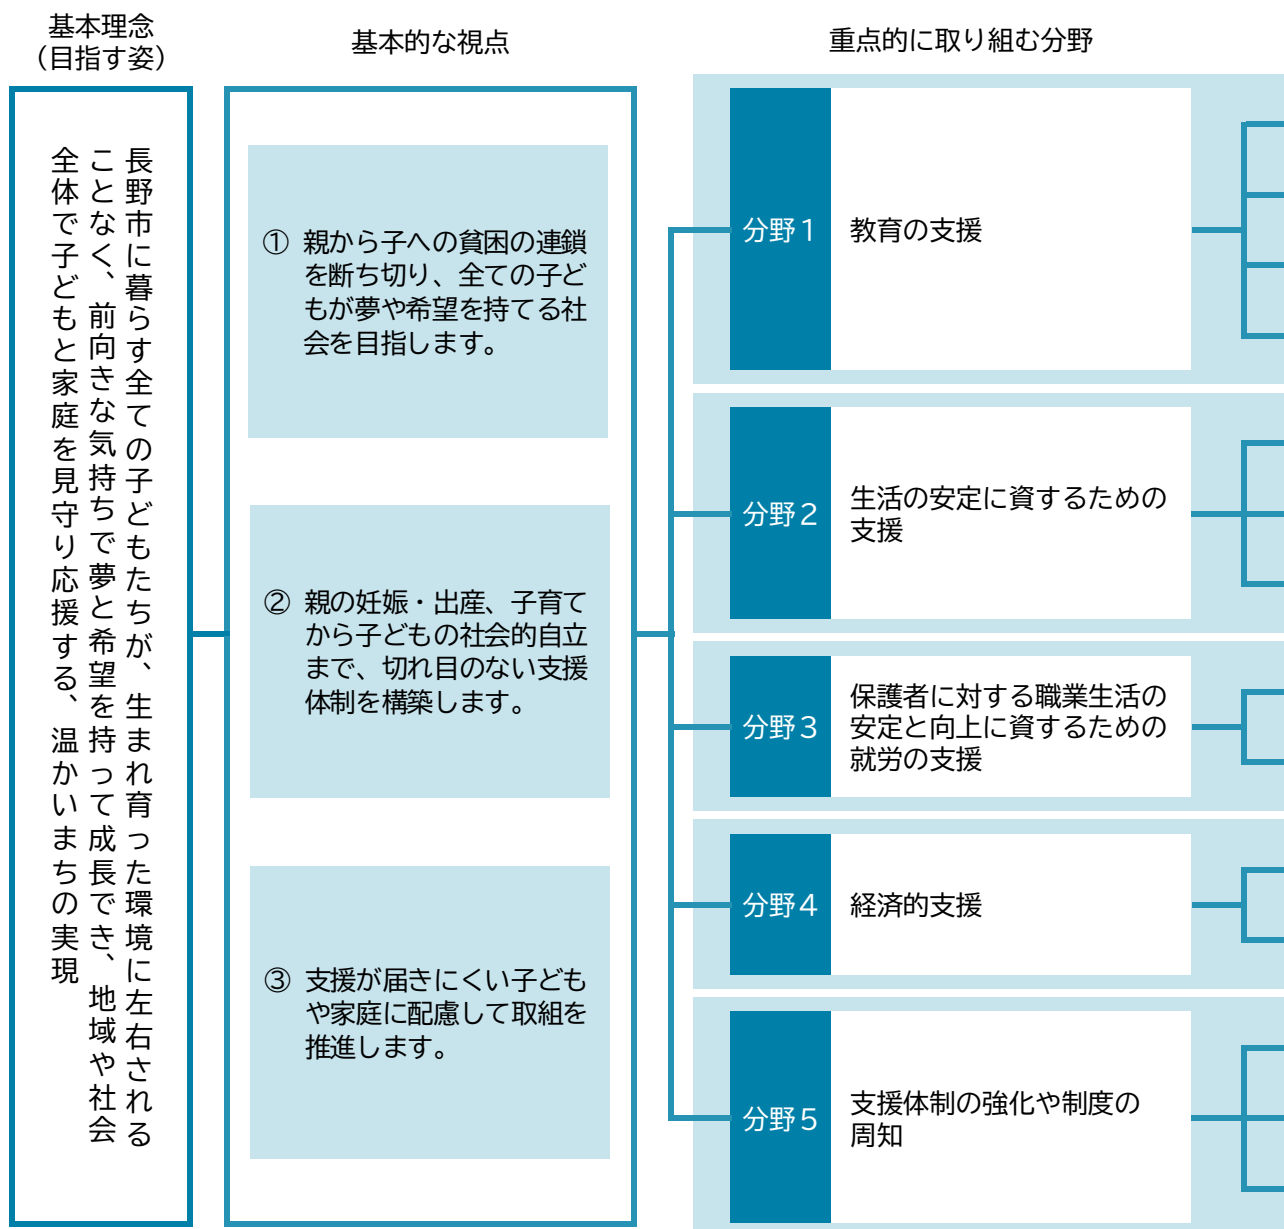 基本理念
（目指す姿）
基本的な視点
重点的に取り組む分野
長野市に暮らす全ての子どもたちが、生まれ育った環境に左右される
ことなく、前向きな気持ちで夢と希望を持って成長でき、地域や社会
全体で子どもと家庭を見守り応援する、温かいまちの実現
① 親から子への貧困の連鎖
を断ち切り、全ての子ど
もが夢や希望を持てる社
会を目指します。
② 親の妊娠・出産、子育て
から子どもの社会的自立
まで、切れ目のない支援
体制を構築します。
③ 支援が届きにくい子ども
や家庭に配慮して取組を
推進します。
分野１ 教育の支援
分野２ 生活の安定に資するための
支援
分野３ 保護者に対する職業生活の
安定と向上に資するための
就労の支援
分野４ 経済的支援
分野５ 支援体制の強化や制度の
周知